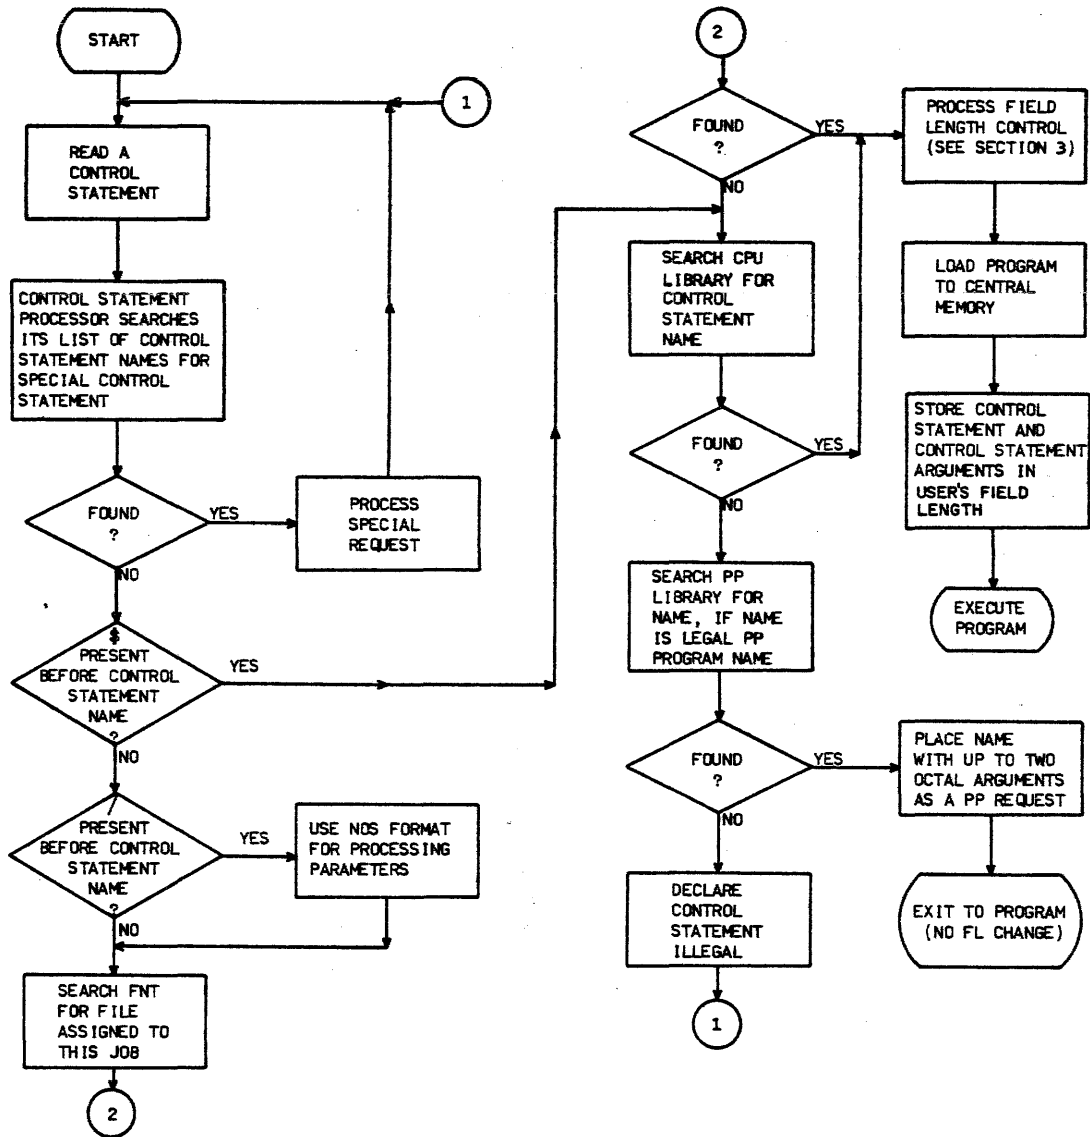 START
1
READ A
CONTROL
STATEMENT
CONTROL STATEMENT
PROCESSOR SEARCHES
ITS LIST OF CONTROL
STATEMENT NAMES FOR
SPECIAL CONTROL
STATEMENT
FOUND
?
YES
PROCESS
SPECIAL
REQUEST
NO
$
PRESENT
BEFORE CONTROL
STATEMENT
NAME
?
YES
NO
/
PRESENT
BEFORE CONTROL
STATEMENT
NAME
?
YES
USE NOS FORMAT
FOR PROCESSING
PARAMETERS
NO
SEARCH FNT
FOR FILE
ASSIGNED TO
THIS JOB
2
2
FOUND
?
YES
PROCESS FIELD
LENGTH CONTROL
(SEE SECTION 3)
NO
SEARCH CPU
LIBRARY FOR
CONTROL
STATEMENT
NAME
LOAD PROGRAM
TO CENTRAL
MEMORY
FOUND
?
YES
STORE CONTROL
STATEMENT AND
CONTROL STATEMENT
ARGUMENTS IN
USER'S FIELD
LENGTH
NO
SEARCH PP
LIBRARY FOR
NAME, IF NAME
IS LEGAL PP
PROGRAM NAME
EXECUTE
PROGRAM
FOUND
?
YES
PLACE NAME
WITH UP TO TWO
OCTAL ARGUMENTS
AS A PP REQUEST
NO
DECLARE
CONTROL
STATEMENT
ILLEGAL
EXIT TO PROGRAM
(NO FL CHANGE)
1